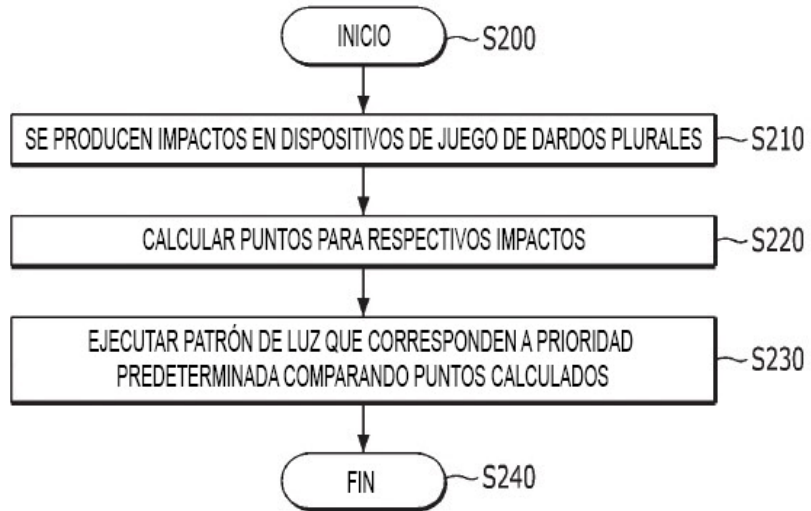 INICIO
S200
SE PRODUCEN IMPACTOS EN DISPOSITIVOS DE JUEGO DE DARDOS PLURALES
S210
CALCULAR PUNTOS PARA RESPECTIVOS IMPACTOS
S220
EJECUTAR PATRÓN DE LUZ QUE CORRESPONDEN A PRIORIDAD
PREDETERMINADA COMPARANDO PUNTOS CALCULADOS
S230
FIN
S240